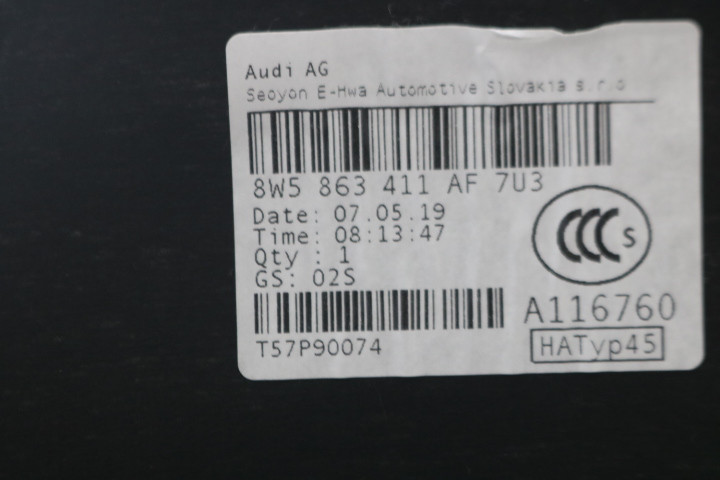 Audi AG
Seoyon E-Hwa Automotive Slovakia s.r.o
8W5 863 411 AF 7U3
Date: 07.05.19
Time: 08:13:47
Qty : 1
GS: 02S
CCC S
A116760
T57P90074
HATyp45